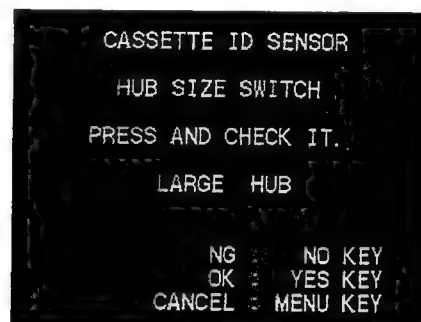 CASSETTE ID SENSOR
HUB SIZE SWITCH
PRESS AND CHECK IT.
LARGE HUB
NG : NO KEY
OK : YES KEY
CANCEL : MENU KEY